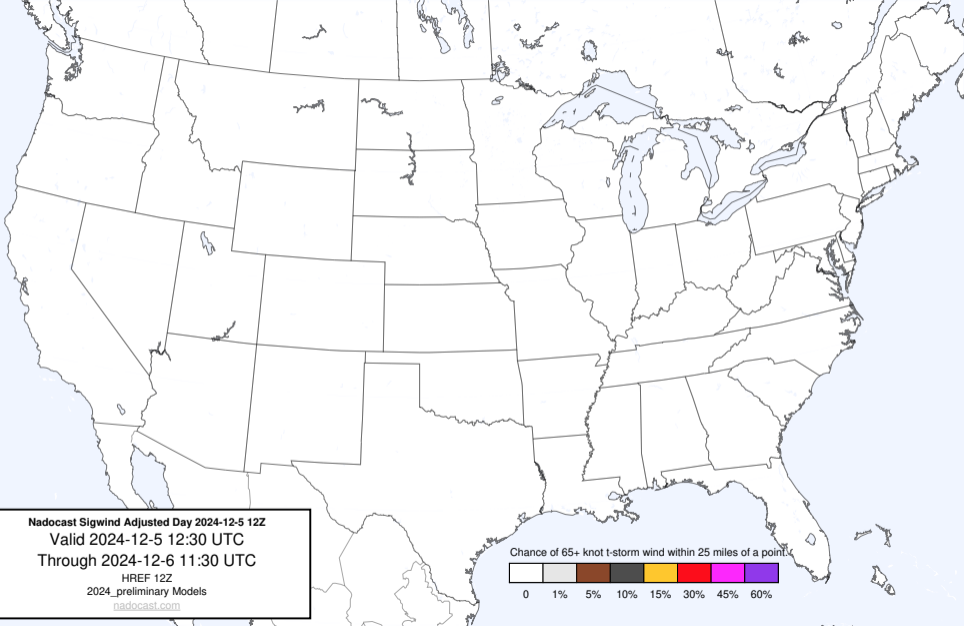 Nadocast Sigwind Adjusted Day 2024-12-5 12Z
Valid 2024-12-5 12:30 UTC
Through 2024-12-6 11:30 UTC
HREF 12Z
2024_preliminary Models
nadocast.com
Chance of 65+ knot t-storm wind within 25 miles of a point.
0 1% 5% 10% 15% 30% 45% 60%